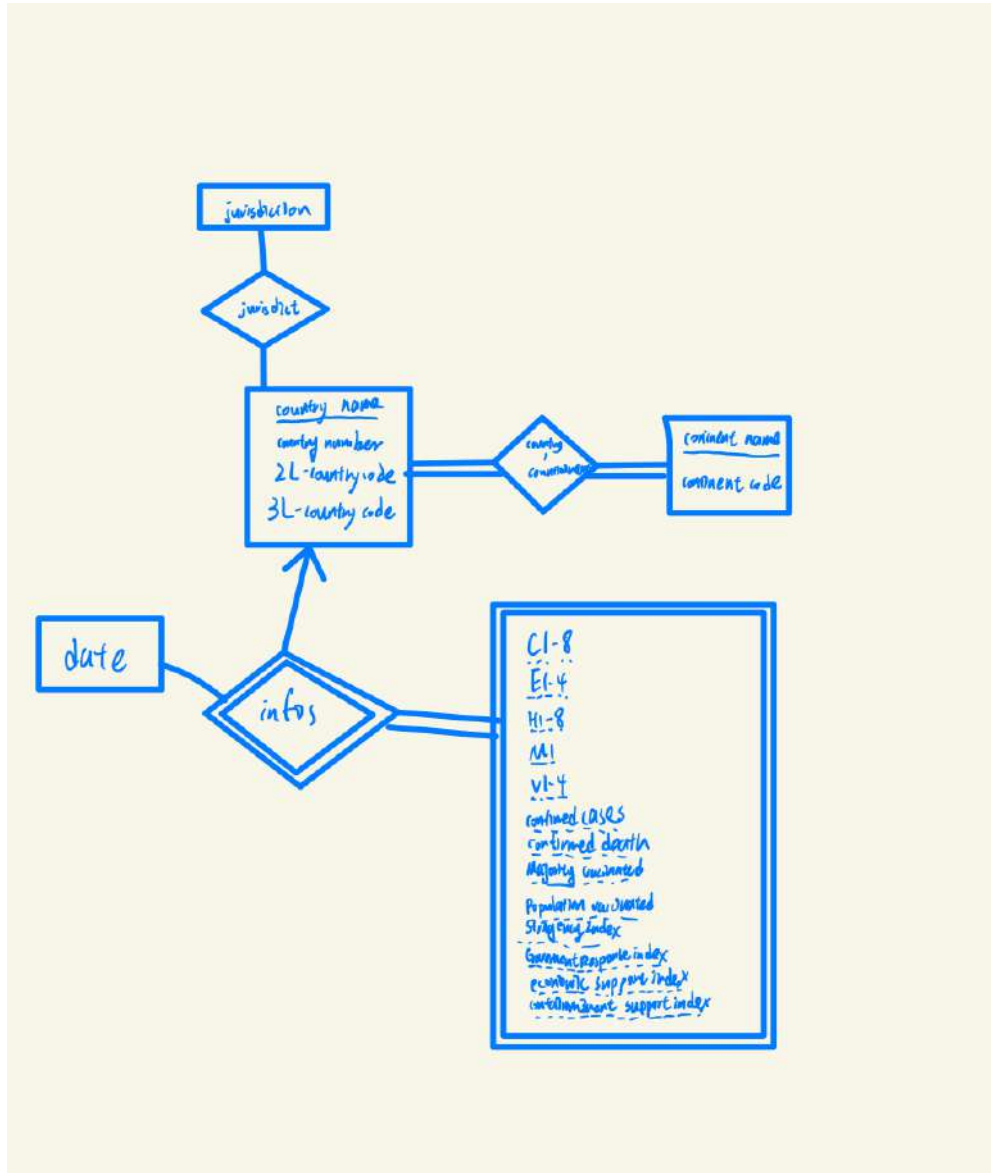 jurisdiction
jurisdict
country name
country number
2L-country code
3L-country code
country
continent name
continent code
date
infos
C1-8
E1-4
H1-8
M1
V1-4
confirmed cases
confirmed death
Majority vaccinated
Population vaccinated
Stringency index
Government response index
economic support index
containment support index